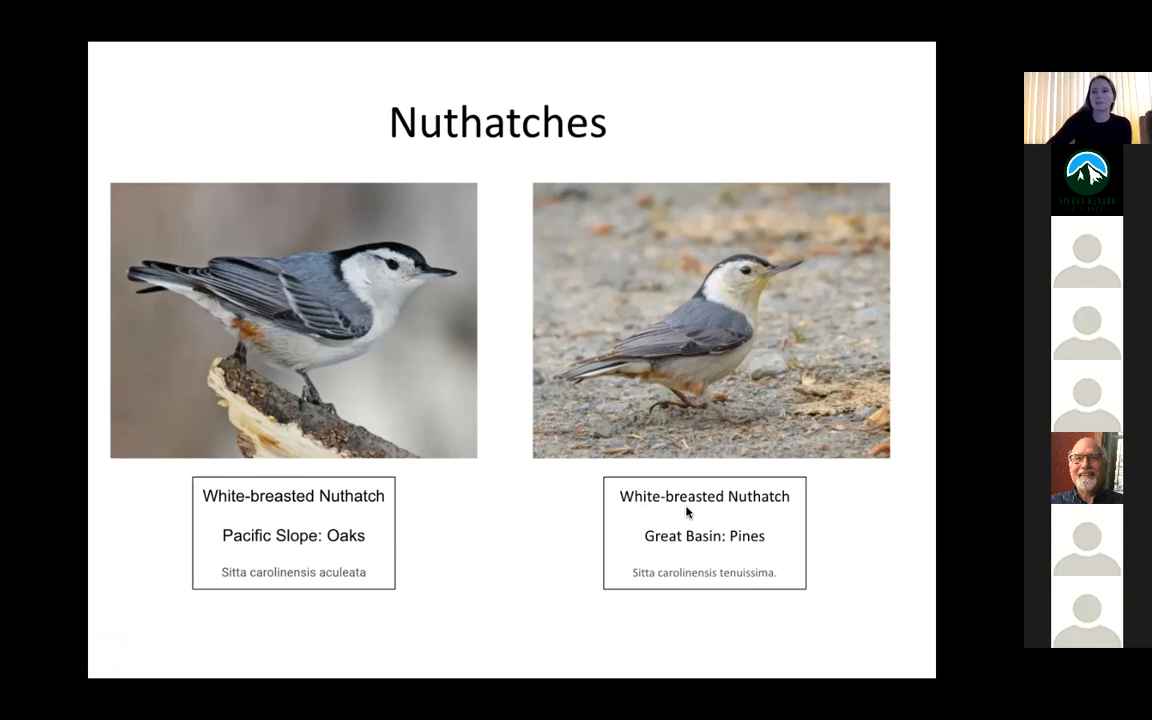 Nuthatches
White-breasted Nuthatch
Pacific Slope: Oaks
Sitta carolinensis aculeata
White-breasted Nuthatch
Great Basin: Pines
Sitta carolinensis tenuissima.